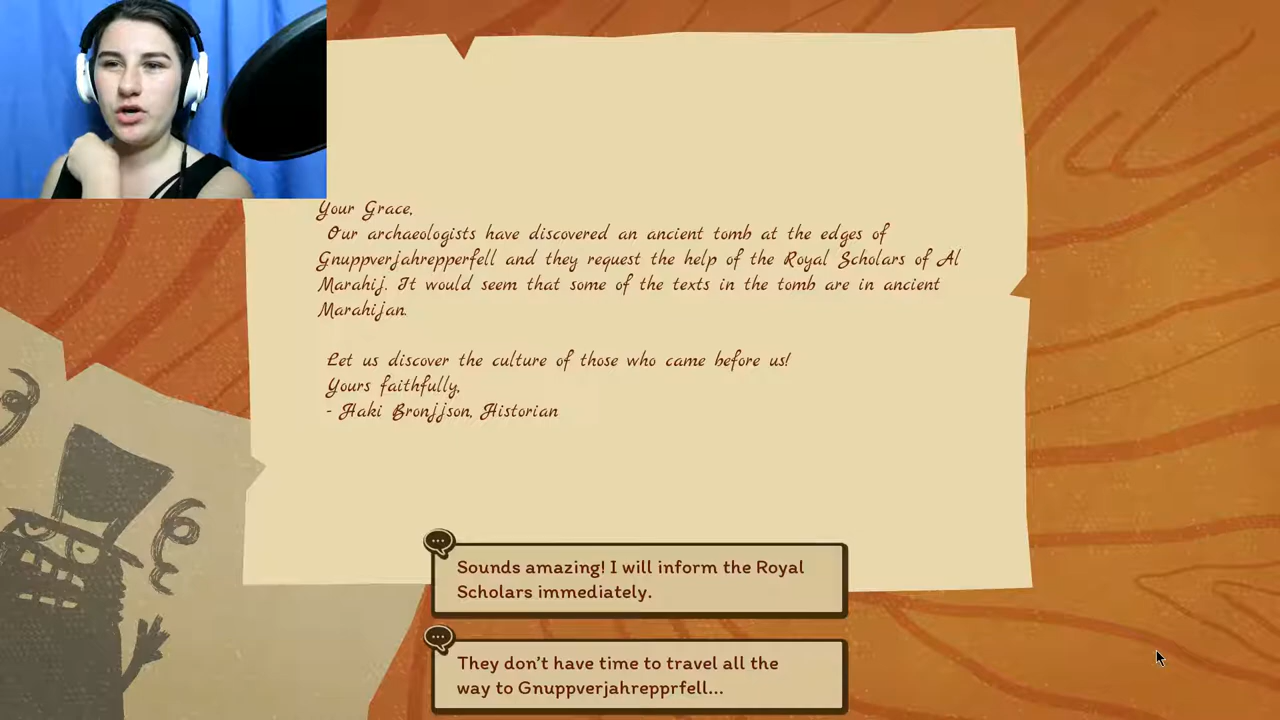 Your Grace,
Our archaeologists have discovered an ancient tomb at the edges of
Gnuppverjahrepperfell and they request the help of the Royal Scholars of Al
Marahij. It would seem that some of the texts in the tomb are in ancient
Marahijan.
Let us discover the culture of those who came before us!
Yours faithfully,
- Haki Bronjjson, Historian
Sounds amazing! I will inform the Royal
Scholars immediately.
They don't have time to travel all the
way to Gnuppverjahrepprfell...